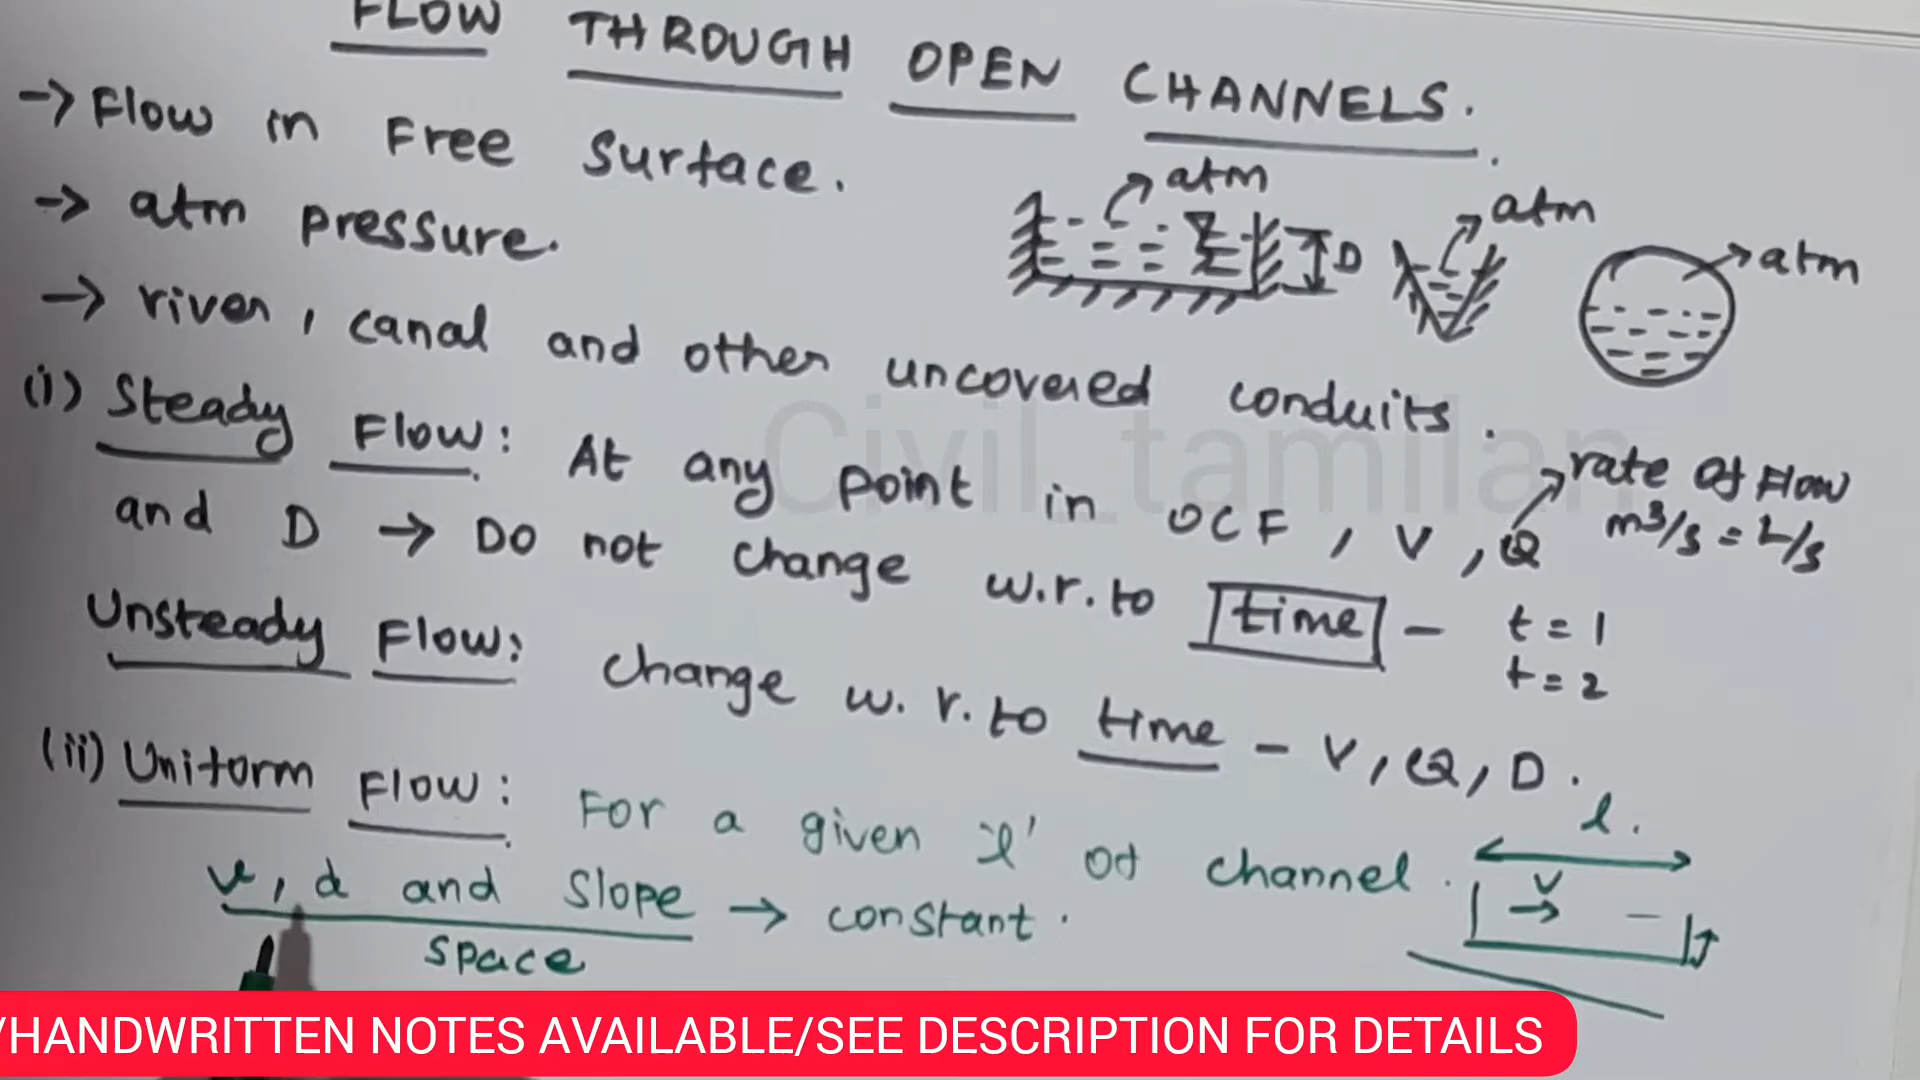 FLOW THROUGH OPEN CHANNELS.
→ Flow in Free Surface.
→ atm pressure.
atm
D
atm
atm
→ river, canal and other uncovered conduits.
(i) Steady Flow: At any point in OCF, V, Q
rate of Flow
m³/s = L/s
and D → Do not change w.r.to time - t = 1
t = 2
Unsteady Flow: change w.r.to time - V, Q, D.
(ii) Uniform Flow: For a given 'l' of channel.
v, d and Slope → constant.
space
l.
V
Civil_tamilan
/HANDWRITTEN NOTES AVAILABLE/SEE DESCRIPTION FOR DETAILS